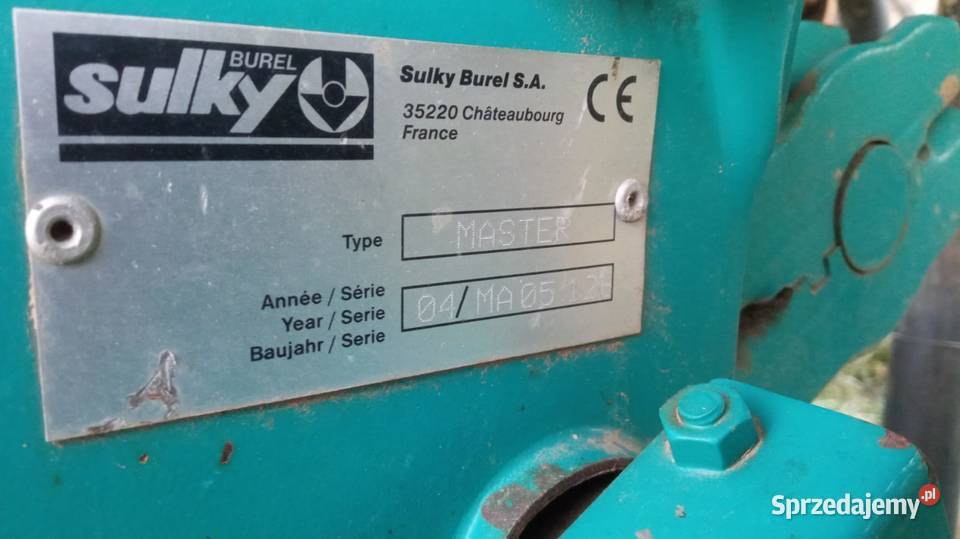 BUREL
sulky
Sulky Burel S.A.
35220 Châteaubourg
France
CE
Type MASTER
Année / Série
Year / Serie 04/MA 05
Baujahr / Serie
Sprzedajemy.pl